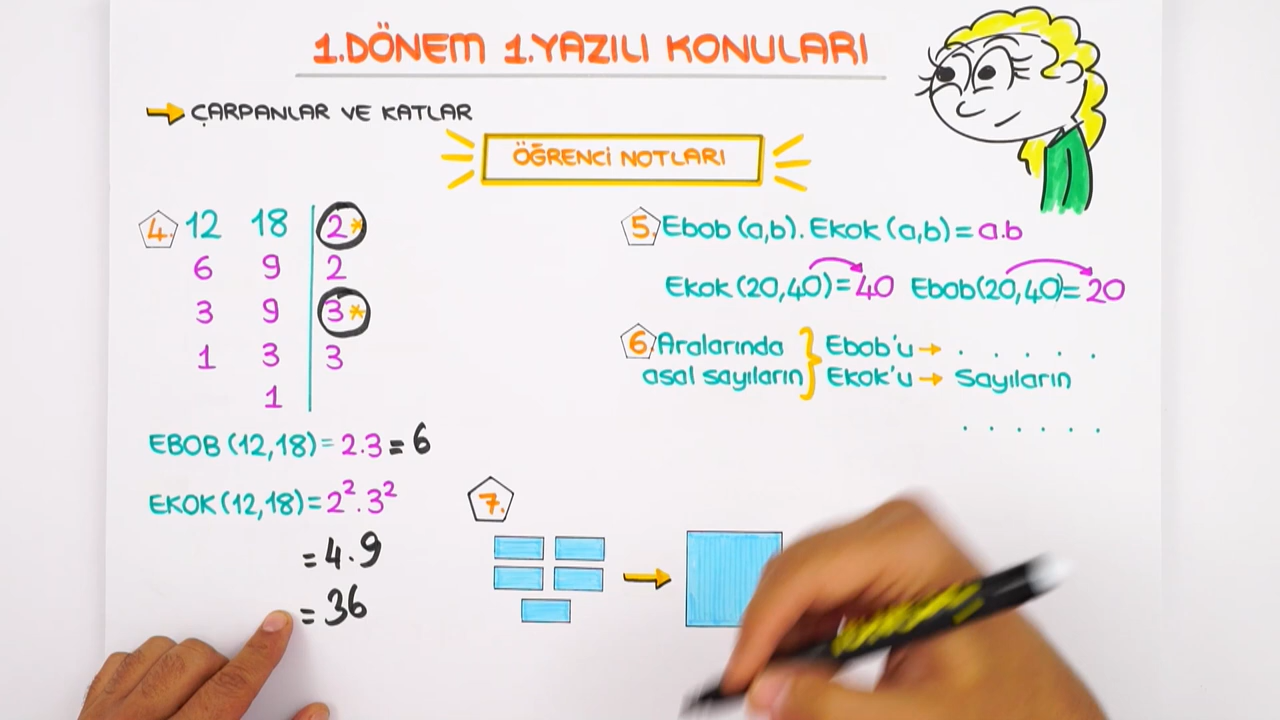 1.DÖNEM 1.YAZILI KONULARI
ÇARPANLAR VE KATLAR
ÖĞRENCİ NOTLARI
4. 12 18 | 2*
6 9 | 2
3 9 | 3*
1 3 | 3
1
EBOB (12,18) = 2.3 = 6
EKOK (12,18) = 2².3²
= 4.9
= 36
5. Ebob (a,b). Ekok (a,b) = a.b
Ekok (20,40) = 40 Ebob(20,40) = 20
6. Aralarında asal sayıların } Ebob'u → . . . . .
Ekok'u → Sayıların
. . . . . .
7.